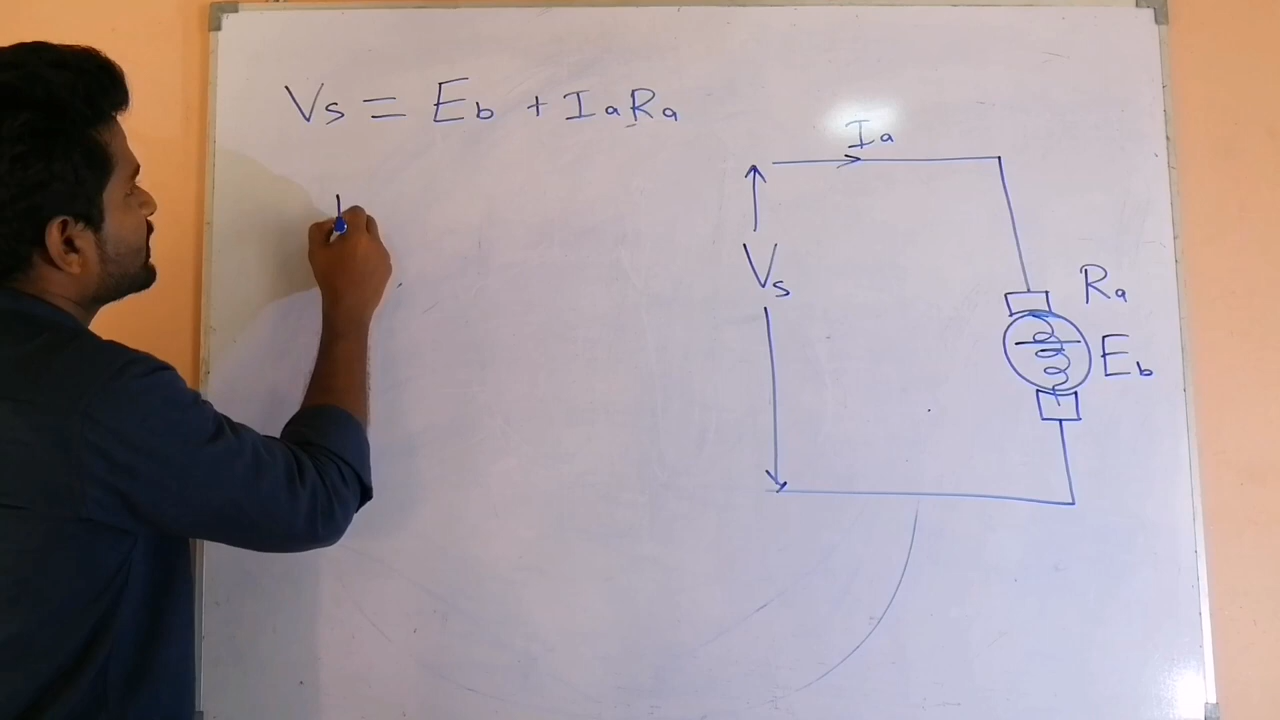 Vs = Eb + IaRa
Ia
Vs
Ra
Eb